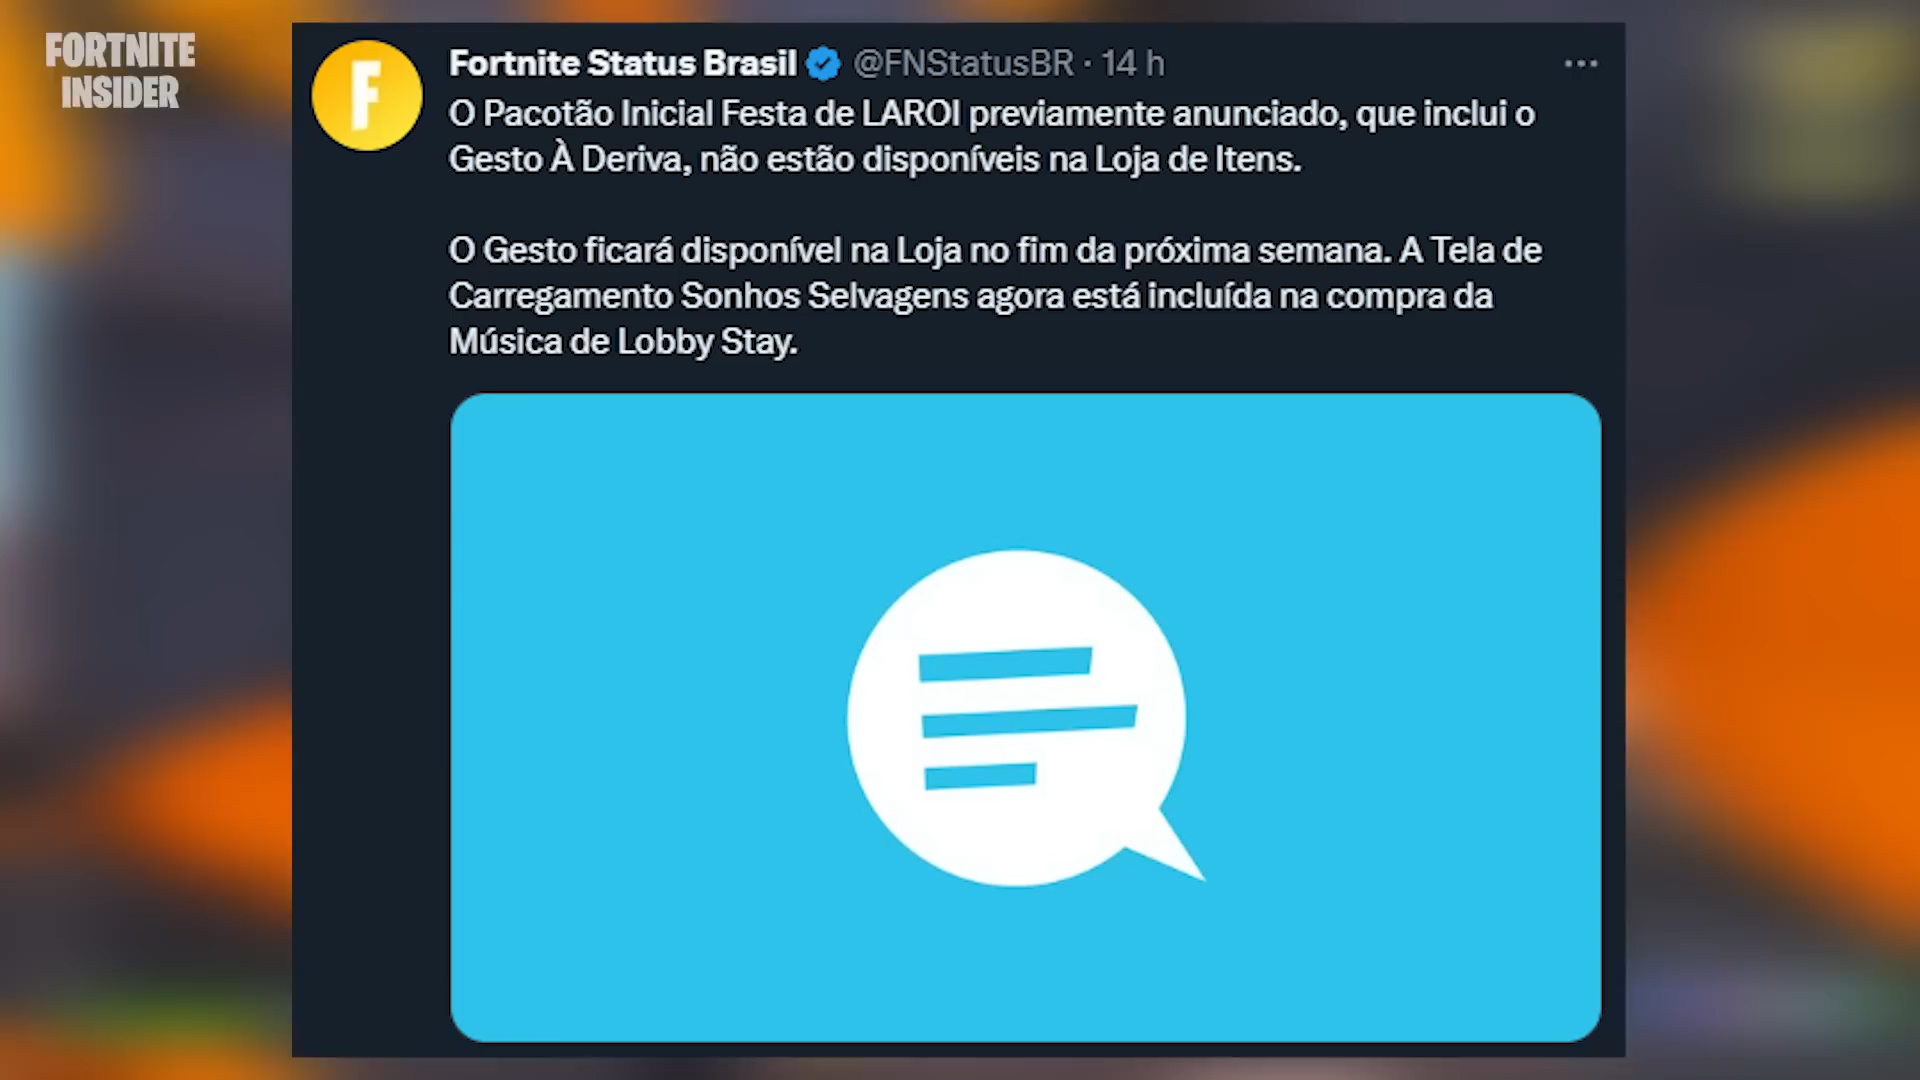 FORTNITE
INSIDER
Fortnite Status Brasil @FNStatusBR · 14 h
O Pacotão Inicial Festa de LAROI previamente anunciado, que inclui o
Gesto À Deriva, não estão disponíveis na Loja de Itens.
O Gesto ficará disponível na Loja no fim da próxima semana. A Tela de
Carregamento Sonhos Selvagens agora está incluída na compra da
Música de Lobby Stay.